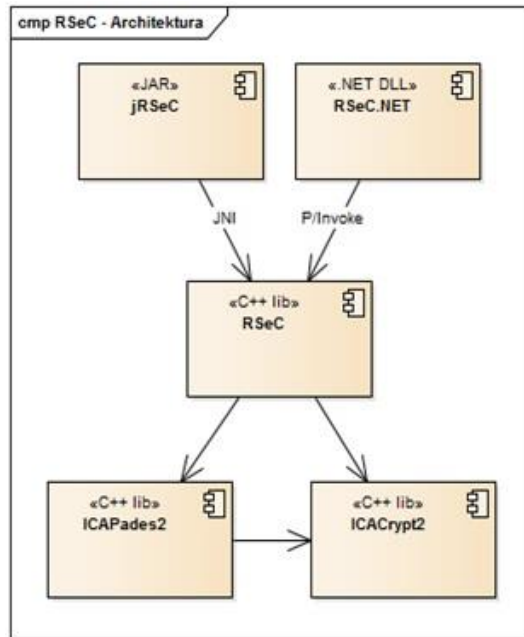 cmp RSeC - Architektura
«JAR»
jRSeC
«.NET DLL»
RSeC.NET
JNI
P/Invoke
«C++ lib»
RSeC
«C++ lib»
ICAPades2
«C++ lib»
ICACrypt2